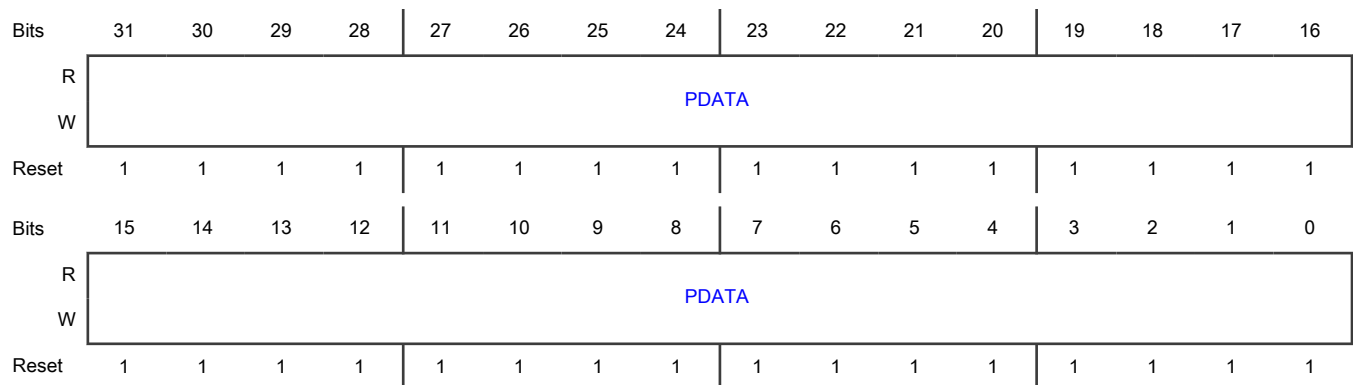 Bits 31 30 29 28 27 26 25 24 23 22 21 20 19 18 17 16
R
PDATA
W
Reset 1 1 1 1 1 1 1 1 1 1 1 1 1 1 1 1
Bits 15 14 13 12 11 10 9 8 7 6 5 4 3 2 1 0
R
PDATA
W
Reset 1 1 1 1 1 1 1 1 1 1 1 1 1 1 1 1